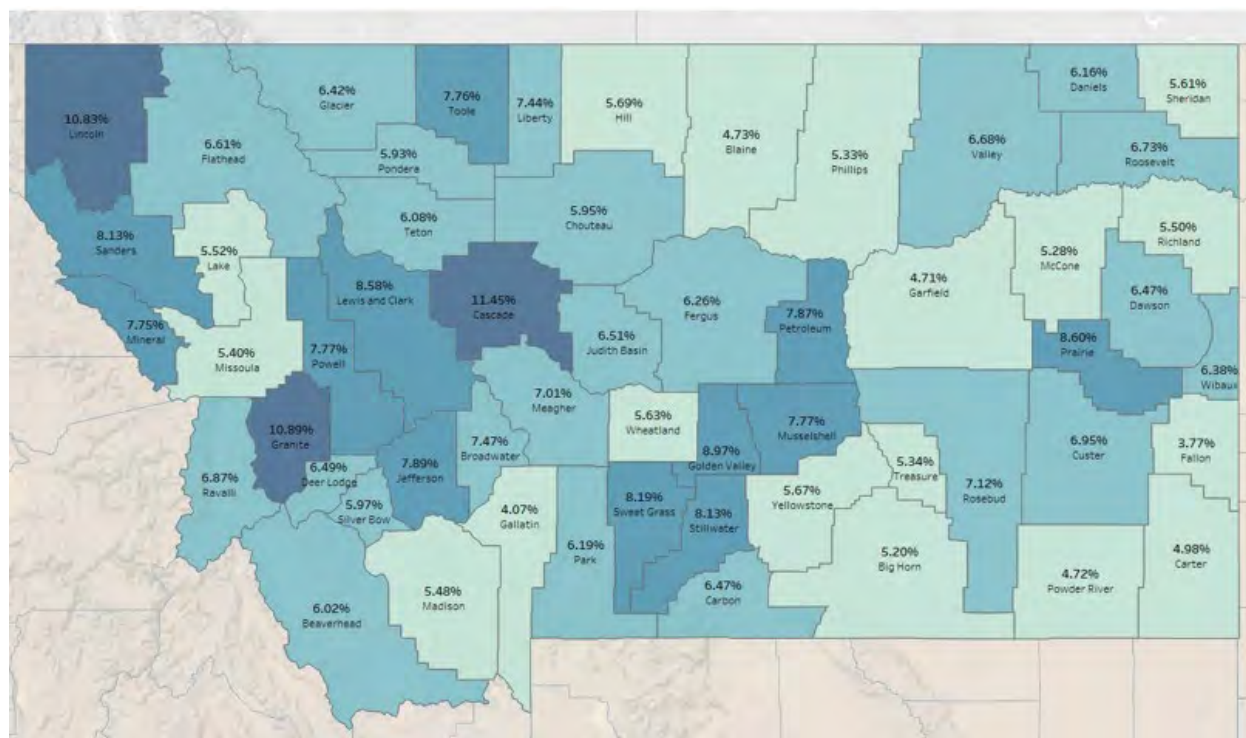 10.83%
Lincoln
6.61%
Flathead
6.42%
Glacier
7.76%
Toole
7.44%
Liberty
5.69%
Hill
4.73%
Blaine
5.33%
Phillips
6.68%
Valley
6.16%
Daniels
5.61%
Sheridan
6.73%
Roosevelt
5.93%
Pondera
6.08%
Teton
5.95%
Chouteau
8.13%
Sanders
5.52%
Lake
8.58%
Lewis and Clark
11.45%
Cascade
6.51%
Judith Basin
6.26%
Fergus
7.87%
Petroleum
4.71%
Garfield
5.28%
McCone
5.50%
Richland
6.47%
Dawson
7.75%
Mineral
5.40%
Missoula
7.77%
Powell
8.60%
Prairie
6.38%
Wibaux
10.89%
Granite
7.01%
Meagher
5.63%
Wheatland
8.97%
Golden Valley
7.77%
Musselshell
6.87%
Ravalli
6.49%
Deer Lodge
7.89%
Jefferson
7.47%
Broadwater
5.34%
Treasure
7.12%
Rosebud
6.95%
Custer
3.77%
Fallon
5.97%
Silver Bow
4.07%
Gallatin
8.19%
Sweet Grass
8.13%
Stillwater
5.67%
Yellowstone
6.02%
Beaverhead
5.48%
Madison
6.19%
Park
6.47%
Carbon
5.20%
Big Horn
4.72%
Powder River
4.98%
Carter